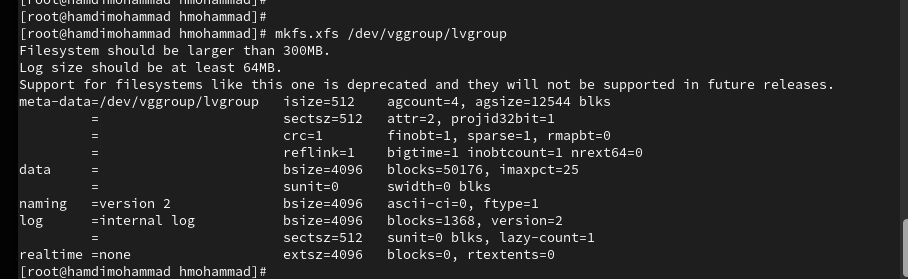 [root@hamdimohammad hmohammad]#
[root@hamdimohammad hmohammad]#
[root@hamdimohammad hmohammad]# mkfs.xfs /dev/vggroup/lvgroup
Filesystem should be larger than 300MB.
Log size should be at least 64MB.
Support for filesystems like this one is deprecated and they will not be supported in future releases.
meta-data=/dev/vggroup/lvgroup   isize=512    agcount=4, agsize=12544 blks
         =                       sectsz=512   attr=2, projid32bit=1
         =                       crc=1        finobt=1, sparse=1, rmapbt=0
         =                       reflink=1    bigtime=1 inobtcount=1 nrext64=0
data     =                       bsize=4096   blocks=50176, imaxpct=25
         =                       sunit=0      swidth=0 blks
naming   =version 2              bsize=4096   ascii-ci=0, ftype=1
log      =internal log           bsize=4096   blocks=1368, version=2
         =                       sectsz=512   sunit=0 blks, lazy-count=1
realtime =none                   extsz=4096   blocks=0, rtextents=0
[root@hamdimohammad hmohammad]#